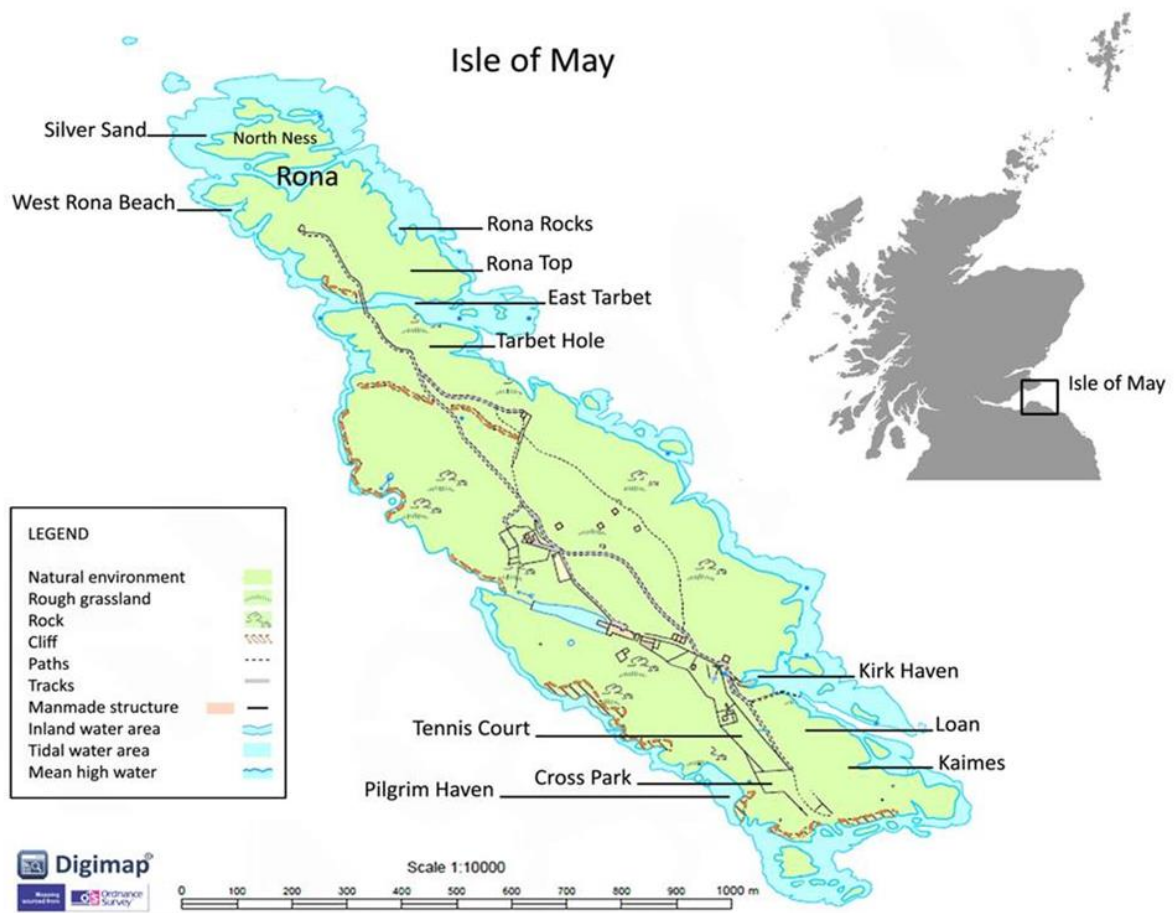 Isle of May
Silver Sand
North Ness
Rona
West Rona Beach
Rona Rocks
Rona Top
East Tarbet
Tarbet Hole
Isle of May
LEGEND
Natural environment
Rough grassland
Rock
Cliff
Paths
Tracks
Manmade structure
Inland water area
Tidal water area
Mean high water
Kirk Haven
Loan
Tennis Court
Kaimes
Cross Park
Pilgrim Haven
Digimap
Scale 1:10000
Ordnance
Survey
0 100 200 300 400 500 600 700 800 900 1000 m